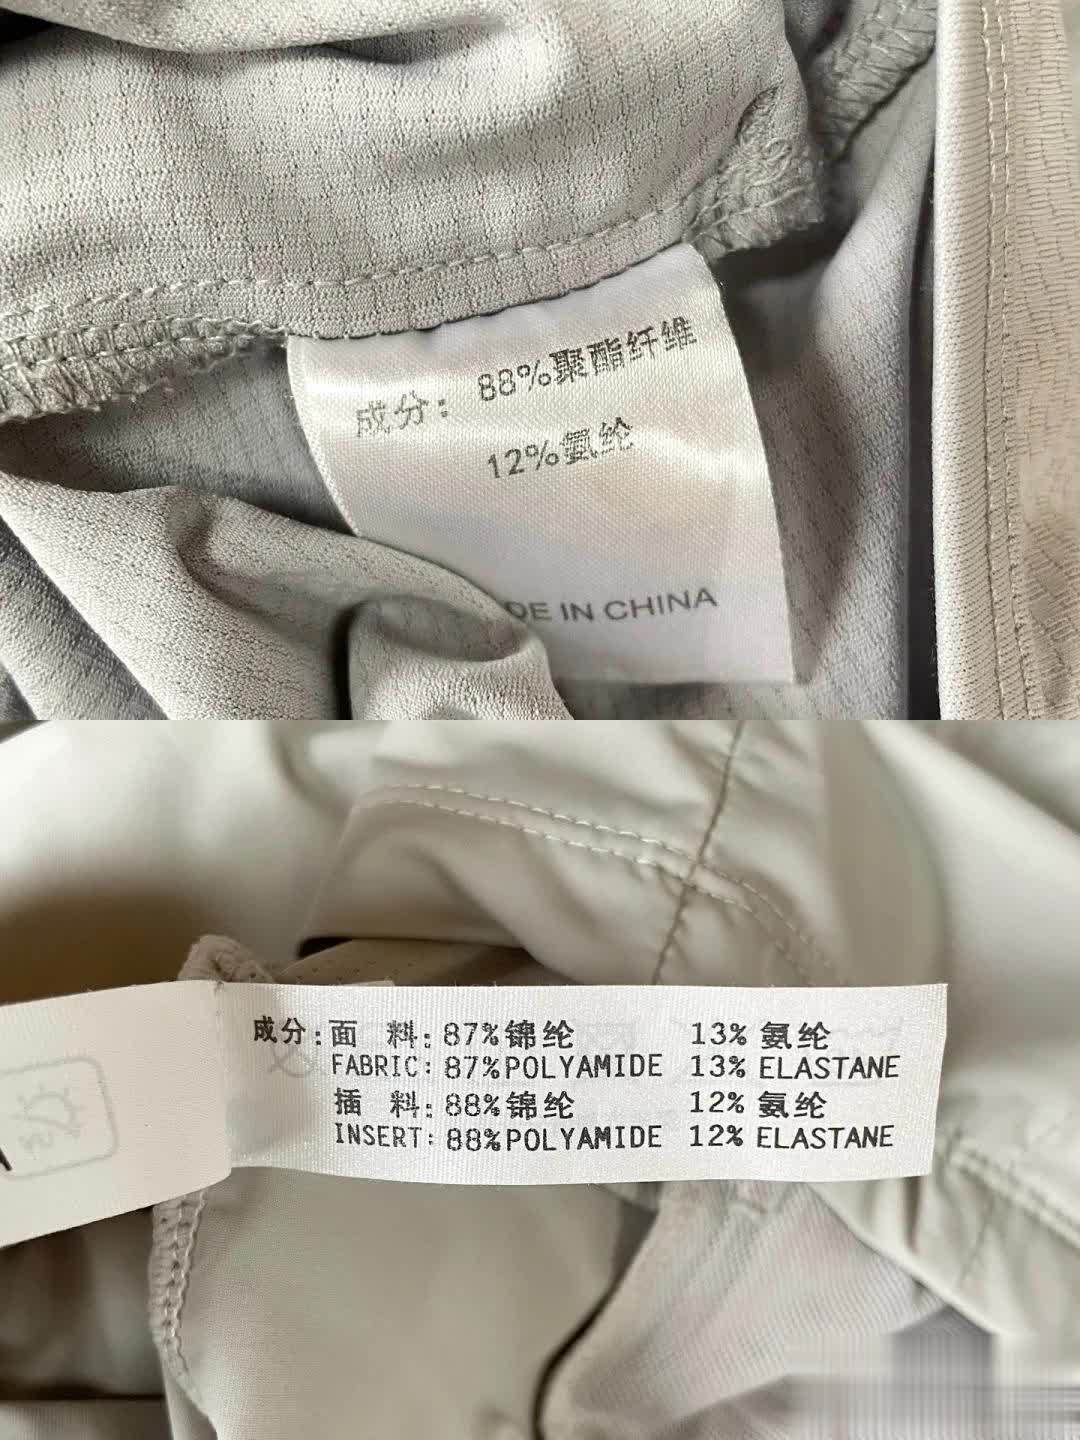 成分: 88%聚酯纤维
12%氨纶
DE IN CHINA
成分: 面 料: 87%锦纶 13%氨纶
FABRIC: 87%POLYAMIDE 13% ELASTANE
插 料: 88%锦纶 12%氨纶
INSERT: 88%POLYAMIDE 12% ELASTANE